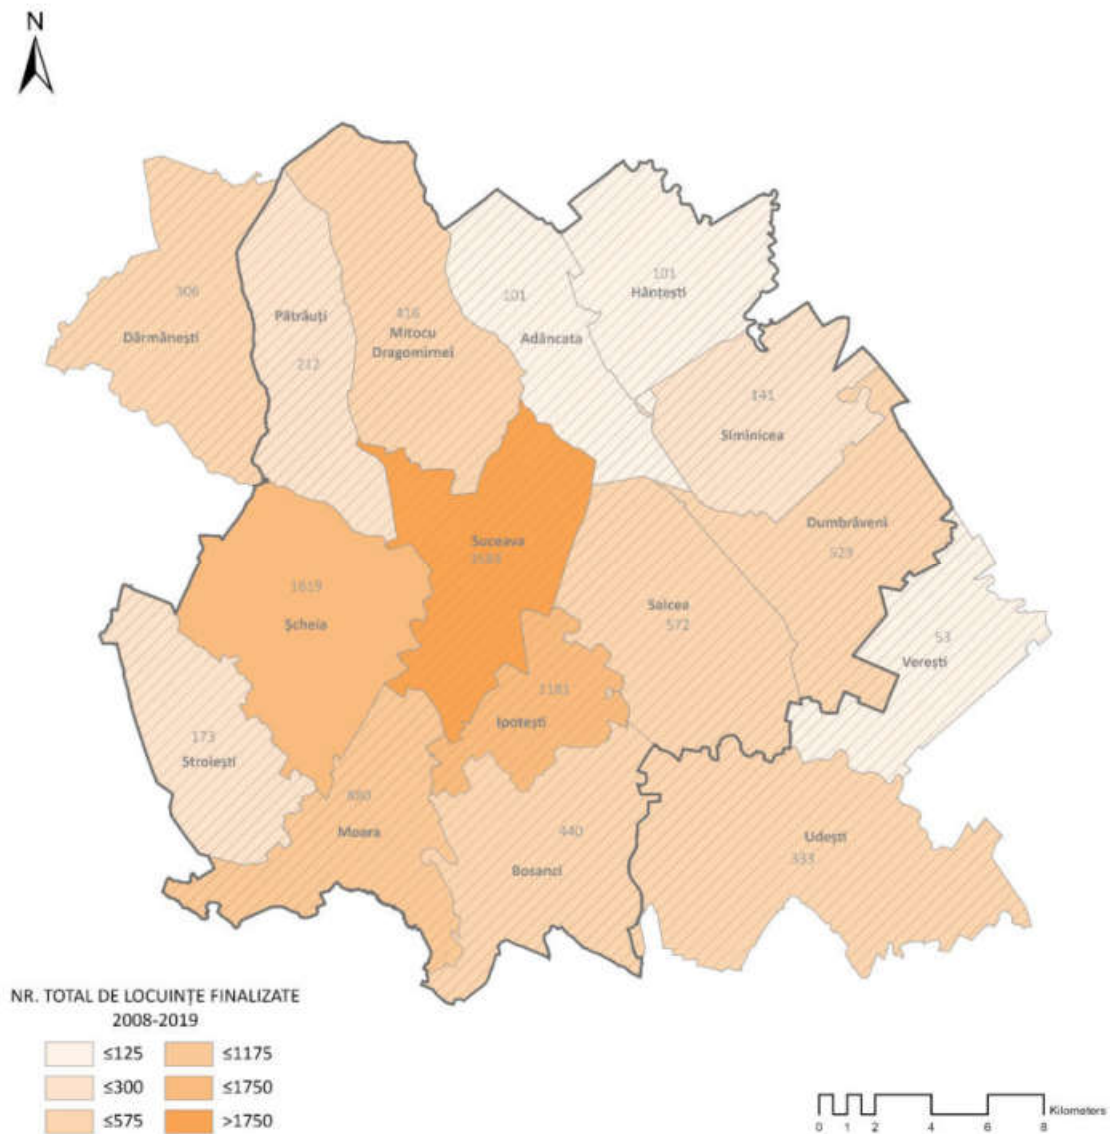 N
306
Dărmănești
Pătrăuți
212
416
Mitocu
Dragomirnei
101
Adâncata
101
Hânțești
141
Siminicea
Dumbrăveni
529
Suceava
1619
Șcheia
Salcea
572
53
Verești
1181
Ipotești
173
Stroiești
880
Moara
440
Bosanci
Udești
333
NR. TOTAL DE LOCUINȚE FINALIZATE
2008-2019
≤125 ≤1175
≤300 ≤1750
≤575 >1750
Kilometers
0 1 2 4 6 8